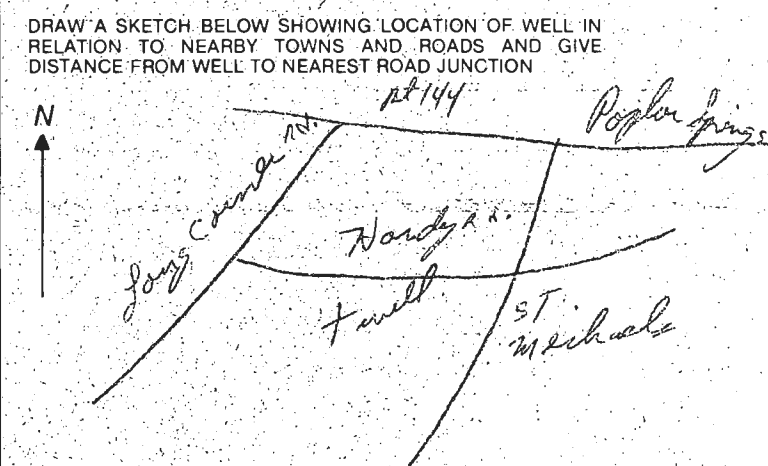 DRAW A SKETCH BELOW SHOWING LOCATION OF WELL IN
RELATION TO NEARBY TOWNS AND ROADS AND GIVE
DISTANCE FROM WELL TO NEAREST ROAD JUNCTION
N
Rt 144
Poplar Springs
Long Corner Rd.
Hardy Rd.
+ well
ST.
Michaels